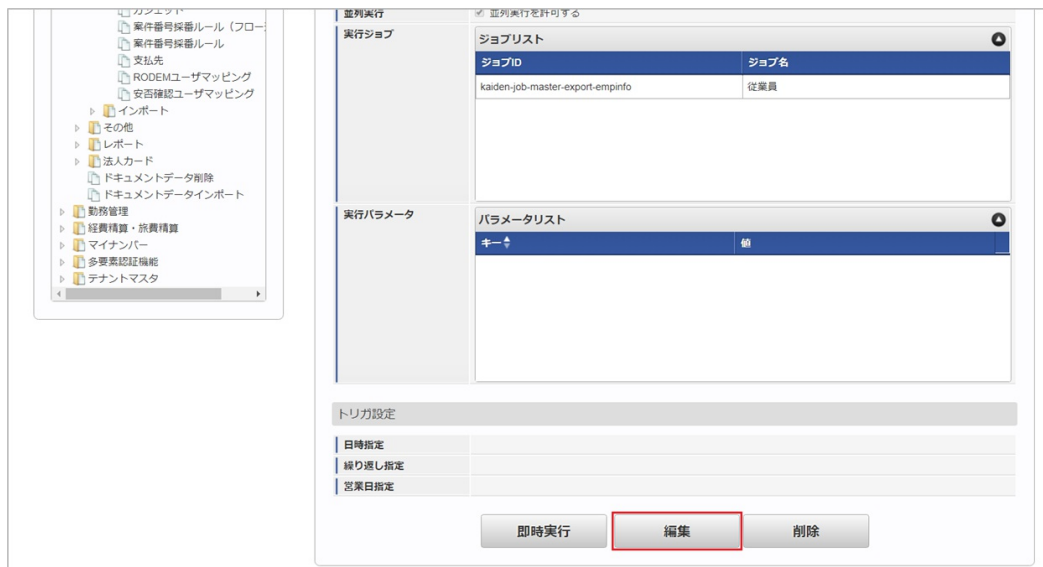 ガジェット
案件番号採番ルール（フロー
案件番号採番ルール
支払先
RODEMユーザマッピング
安否確認ユーザマッピング
インポート
その他
レポート
法人カード
ドキュメントデータ削除
ドキュメントデータインポート
勤務管理
経費精算・旅費精算
マイナンバー
多要素認証機能
テナントマスタ
並列実行
並列実行を許可する
実行ジョブ
ジョブリスト
ジョブID
ジョブ名
kaiden-job-master-export-empinfo
従業員
実行パラメータ
パラメータリスト
キー
値
トリガ設定
日時指定
繰り返し指定
営業日指定
即時実行
編集
削除